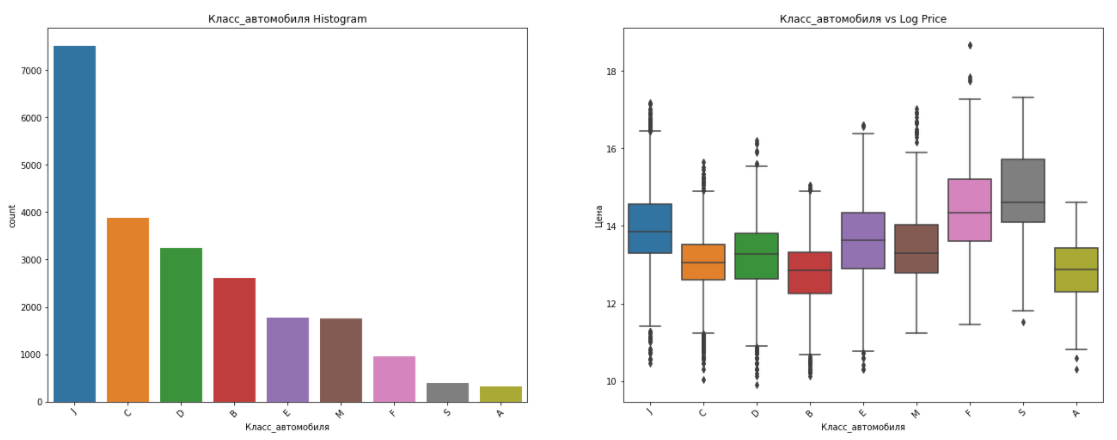 Класс_автомобиля Histogram
count
7000
6000
5000
4000
3000
2000
1000
0
J C D B E M F S A
Класс_автомобиля
Класс_автомобиля vs Log Price
Цена
18
16
14
12
10
J C D B E M F S A
Класс_автомобиля